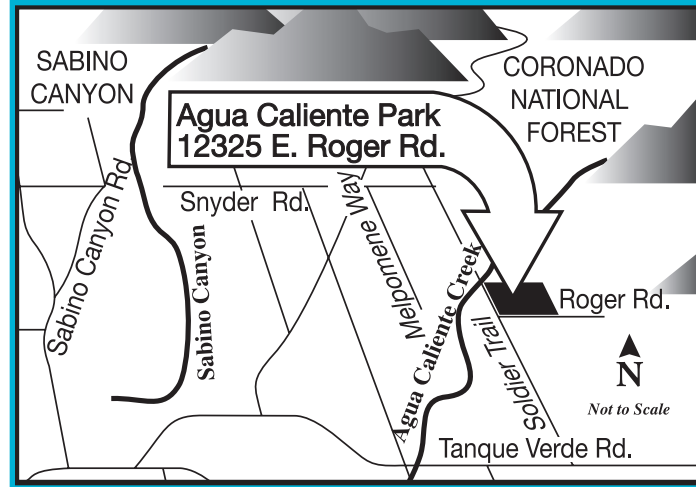 SABINO
CANYON
CORONADO
NATIONAL
FOREST
Agua Caliente Park
12325 E. Roger Rd.
Snyder Rd.
Sabino Canyon Rd
Sabino Canyon
Melpomene Way
Agua Caliente Creek
Soldier Trail
Roger Rd.
N
Not to Scale
Tanque Verde Rd.